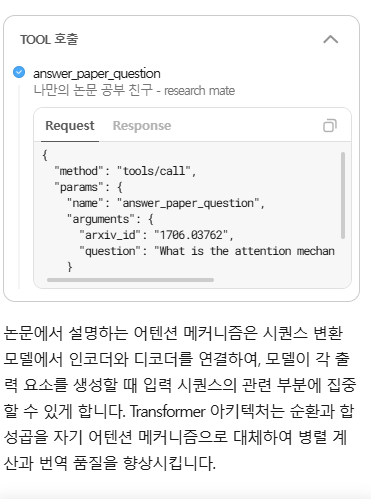 TOOL 호출
answer_paper_question
나만의 논문 공부 친구 - research mate
Request Response
{
"method": "tools/call",
"params": {
"name": "answer_paper_question",
"arguments": {
"arxiv_id": "1706.03762",
"question": "What is the attention mechan
}
논문에서 설명하는 어텐션 메커니즘은 시퀀스 변환
모델에서 인코더와 디코더를 연결하여, 모델이 각 출
력 요소를 생성할 때 입력 시퀀스의 관련 부분에 집중
할 수 있게 합니다. Transformer 아키텍처는 순환과 합
성곱을 자기 어텐션 메커니즘으로 대체하여 병렬 계
산과 번역 품질을 향상시킵니다.